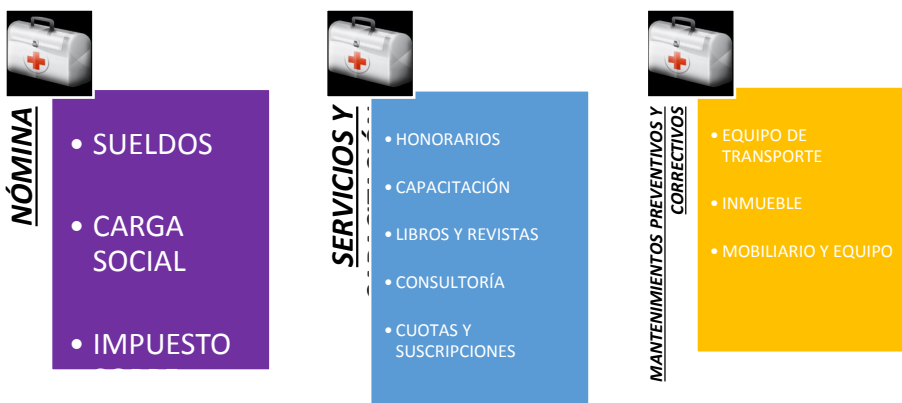 NÓMINA
• SUELDOS
• CARGA
SOCIAL
• IMPUESTO
SERVICIOS Y
• HONORARIOS
• CAPACITACIÓN
• LIBROS Y REVISTAS
• CONSULTORÍA
• CUOTAS Y
SUSCRIPCIONES
MANTENIMIENTOS PREVENTIVOS Y
CORRECTIVOS
• EQUIPO DE
TRANSPORTE
• INMUEBLE
• MOBILIARIO Y EQUIPO